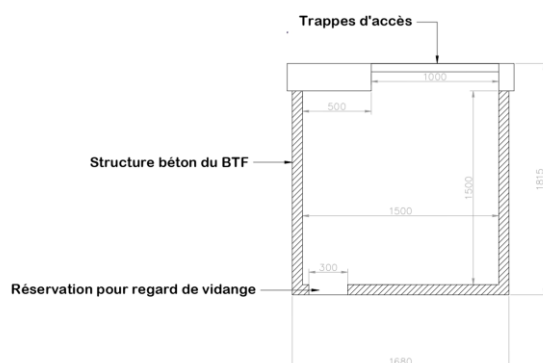 Trappes d'accès
1000
500
Structure béton du BTF
1500
1500
1815
300
Réservation pour regard de vidange
1680